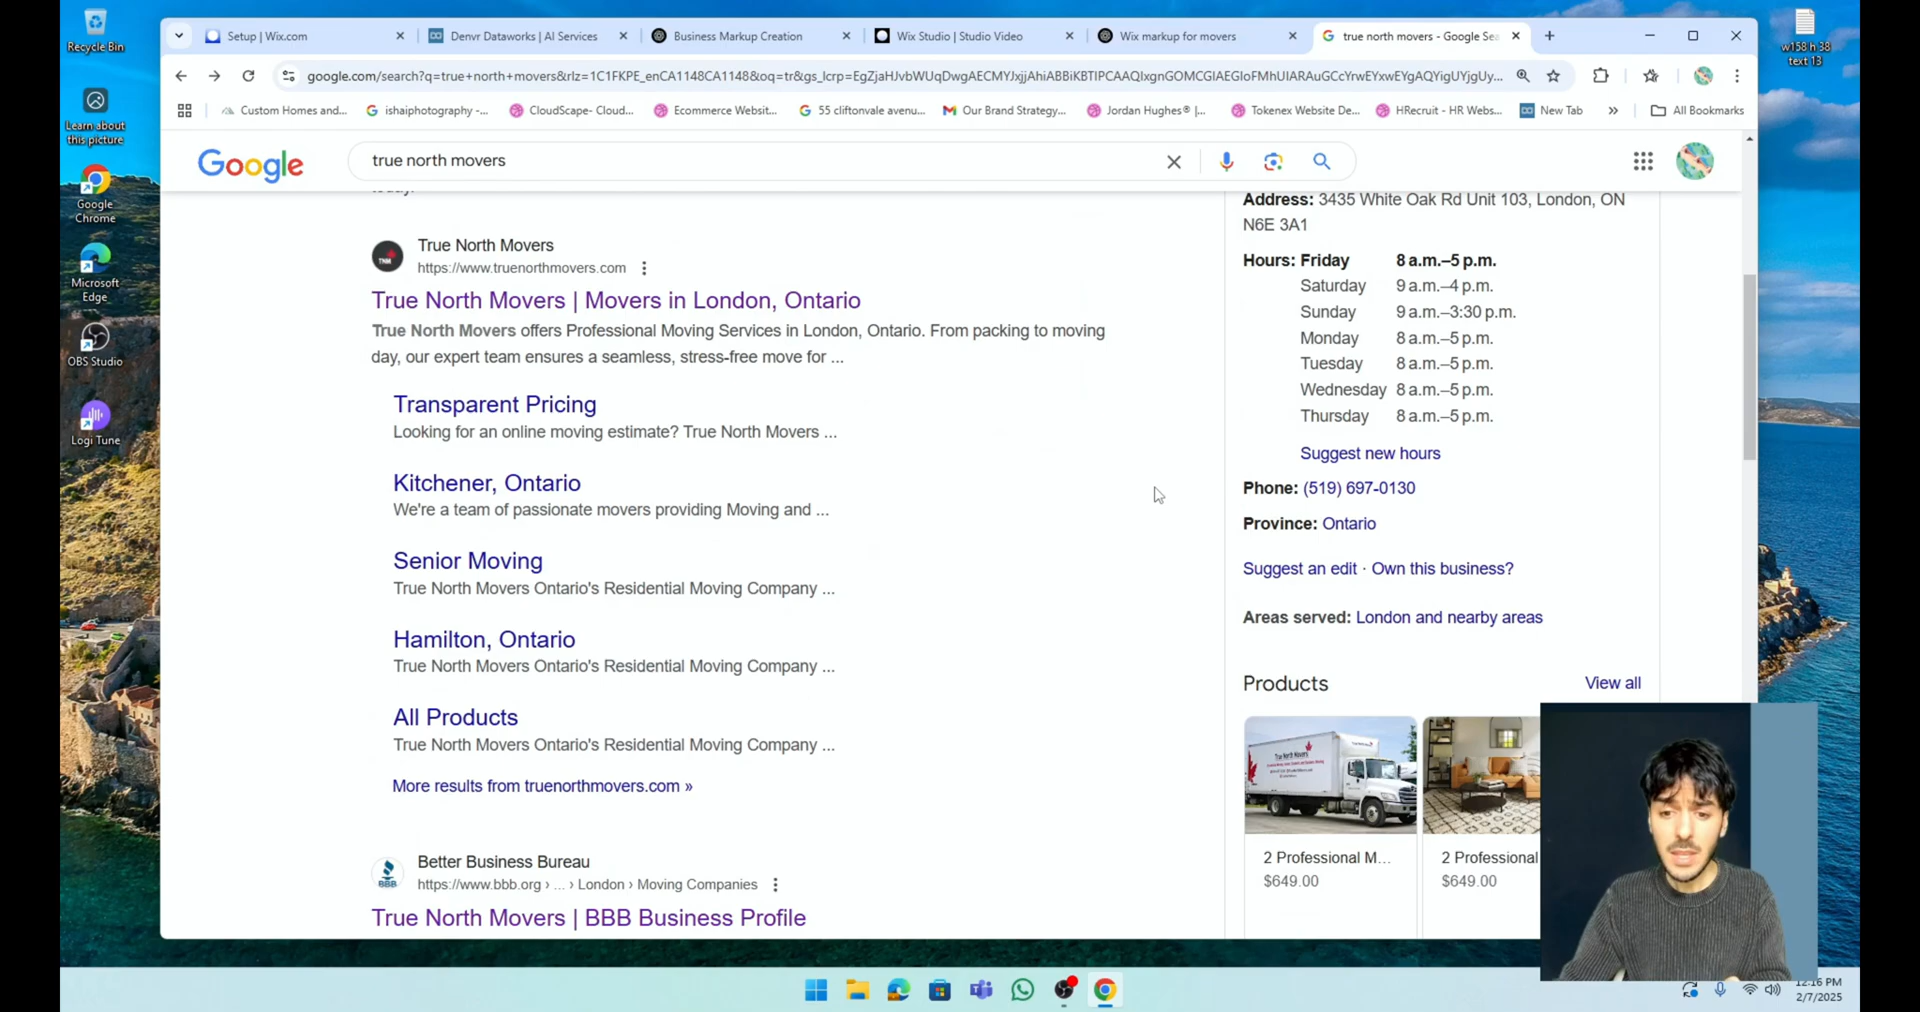 Recycle Bin
Learn about
this picture
Google
Chrome
Microsoft
Edge
OBS Studio
Logi Tune
w158 h 38
text 13
Setup | Wix.com
Denvr Dataworks | AI Services
Business Markup Creation
Wix Studio | Studio Video
Wix markup for movers
true north movers - Google Sea
google.com/search?q=true+north+movers&rlz=1C1FKPE_enCA1148CA1148&oq=tr&gs_lcrp=
Custom Homes and...
ishaiphotography -...
CloudScape- Cloud...
Ecommerce Websit...
55 cliftonvale avenu...
Our Brand Strategy...
Jordan Hughes® |...
Tokenex Website De...
HRecruit - HR Webs...
New Tab
All Bookmarks
Google
true north movers
today.
True North Movers
https://www.truenorthmovers.com
True North Movers | Movers in London, Ontario
True North Movers offers Professional Moving Services in London, Ontario. From packing to moving
day, our expert team ensures a seamless, stress-free move for ...
Transparent Pricing
Looking for an online moving estimate? True North Movers ...
Kitchener, Ontario
We're a team of passionate movers providing Moving and ...
Senior Moving
True North Movers Ontario's Residential Moving Company ...
Hamilton, Ontario
True North Movers Ontario's Residential Moving Company ...
All Products
True North Movers Ontario's Residential Moving Company ...
More results from truenorthmovers.com »
BBB
Better Business Bureau
https://www.bbb.org › ... › London › Moving Companies
True North Movers | BBB Business Profile
Address: 3435 White Oak Rd Unit 103, London, ON
N6E 3A1
Hours: Friday 8 a.m.–5 p.m.
Saturday 9 a.m.–4 p.m.
Sunday 9 a.m.–3:30 p.m.
Monday 8 a.m.–5 p.m.
Tuesday 8 a.m.–5 p.m.
Wednesday 8 a.m.–5 p.m.
Thursday 8 a.m.–5 p.m.
Suggest new hours
Phone: (519) 697-0130
Province: Ontario
Suggest an edit · Own this business?
Areas served: London and nearby areas
Products
View all
True North Movers
2 Professional M...
$649.00
2 Professional
$649.00
12:16 PM
2/7/2025